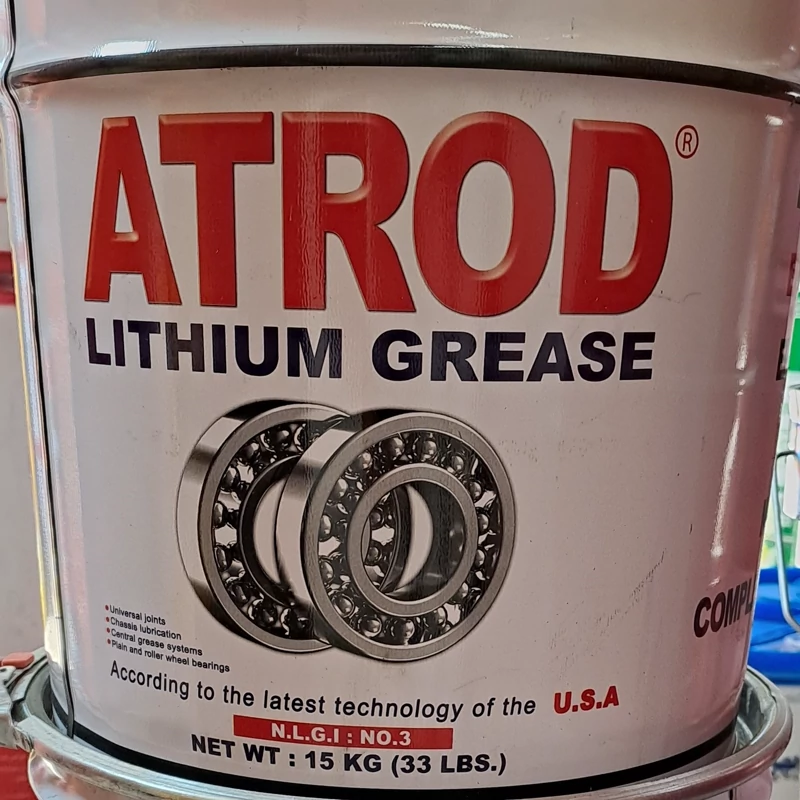 ATROD®
LITHIUM GREASE
•Universal joints
•Chassis lubrication
•Central grease systems
•Plain and roller wheel bearings
According to the latest technology of the U.S.A
N.L.G.I : NO.3
NET WT : 15 KG (33 LBS.)